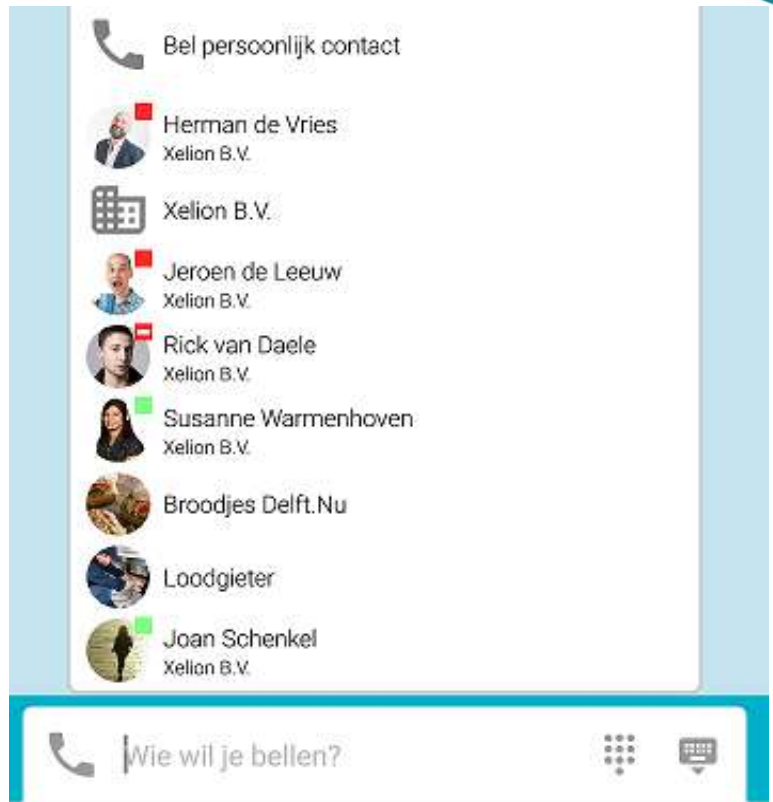 Bel persoonlijk contact
Herman de Vries
Xelion B.V.
Xelion B.V.
Jeroen de Leeuw
Xelion B.V.
Rick van Daele
Xelion B.V.
Susanne Warmenhoven
Xelion B.V.
Broodjes Delft.Nu
Loodgieter
Joan Schenkel
Xelion B.V.
Wie wil je bellen?